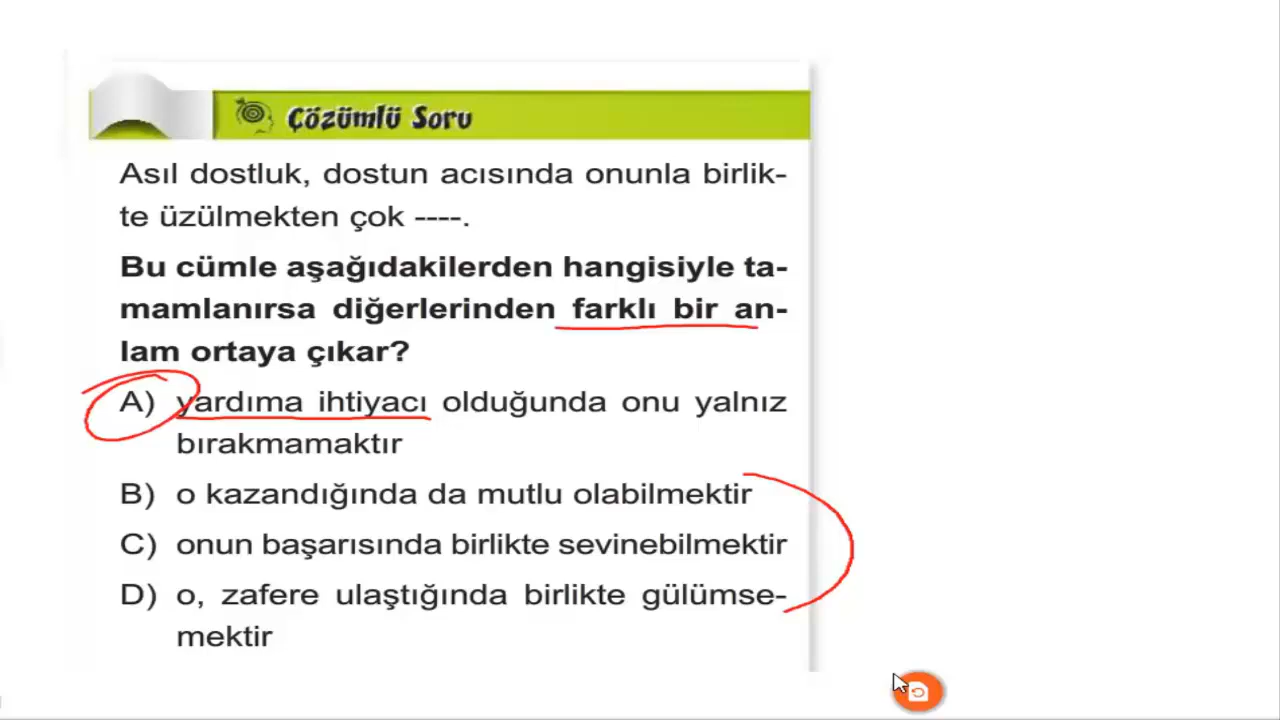 Çözümlü Soru
Asıl dostluk, dostun acısında onunla birlik-
te üzülmekten çok ----.
Bu cümle aşağıdakilerden hangisiyle ta-
mamlanırsa diğerlerinden farklı bir an-
lam ortaya çıkar?
A) yardıma ihtiyacı olduğunda onu yalnız
bırakmamaktır
B) o kazandığında da mutlu olabilmektir
C) onun başarısında birlikte sevinebilmektir
D) o, zafere ulaştığında birlikte gülümse-
mektir